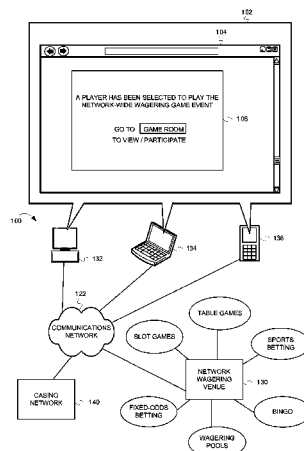 102
104
A PLAYER HAS BEEN SELECTED TO PLAY THE
NETWORK-WIDE WAGERING GAME EVENT
106
GO TO GAME ROOM
TO VIEW / PARTICIPATE
100
132
134
136
122
COMMUNICATIONS
NETWORK
TABLE GAMES
SLOT GAMES
SPORTS
BETTING
NETWORK
WAGERING
VENUE
130
CASINO
NETWORK
140
FIXED-ODDS
BETTING
BINGO
WAGERING
POOLS